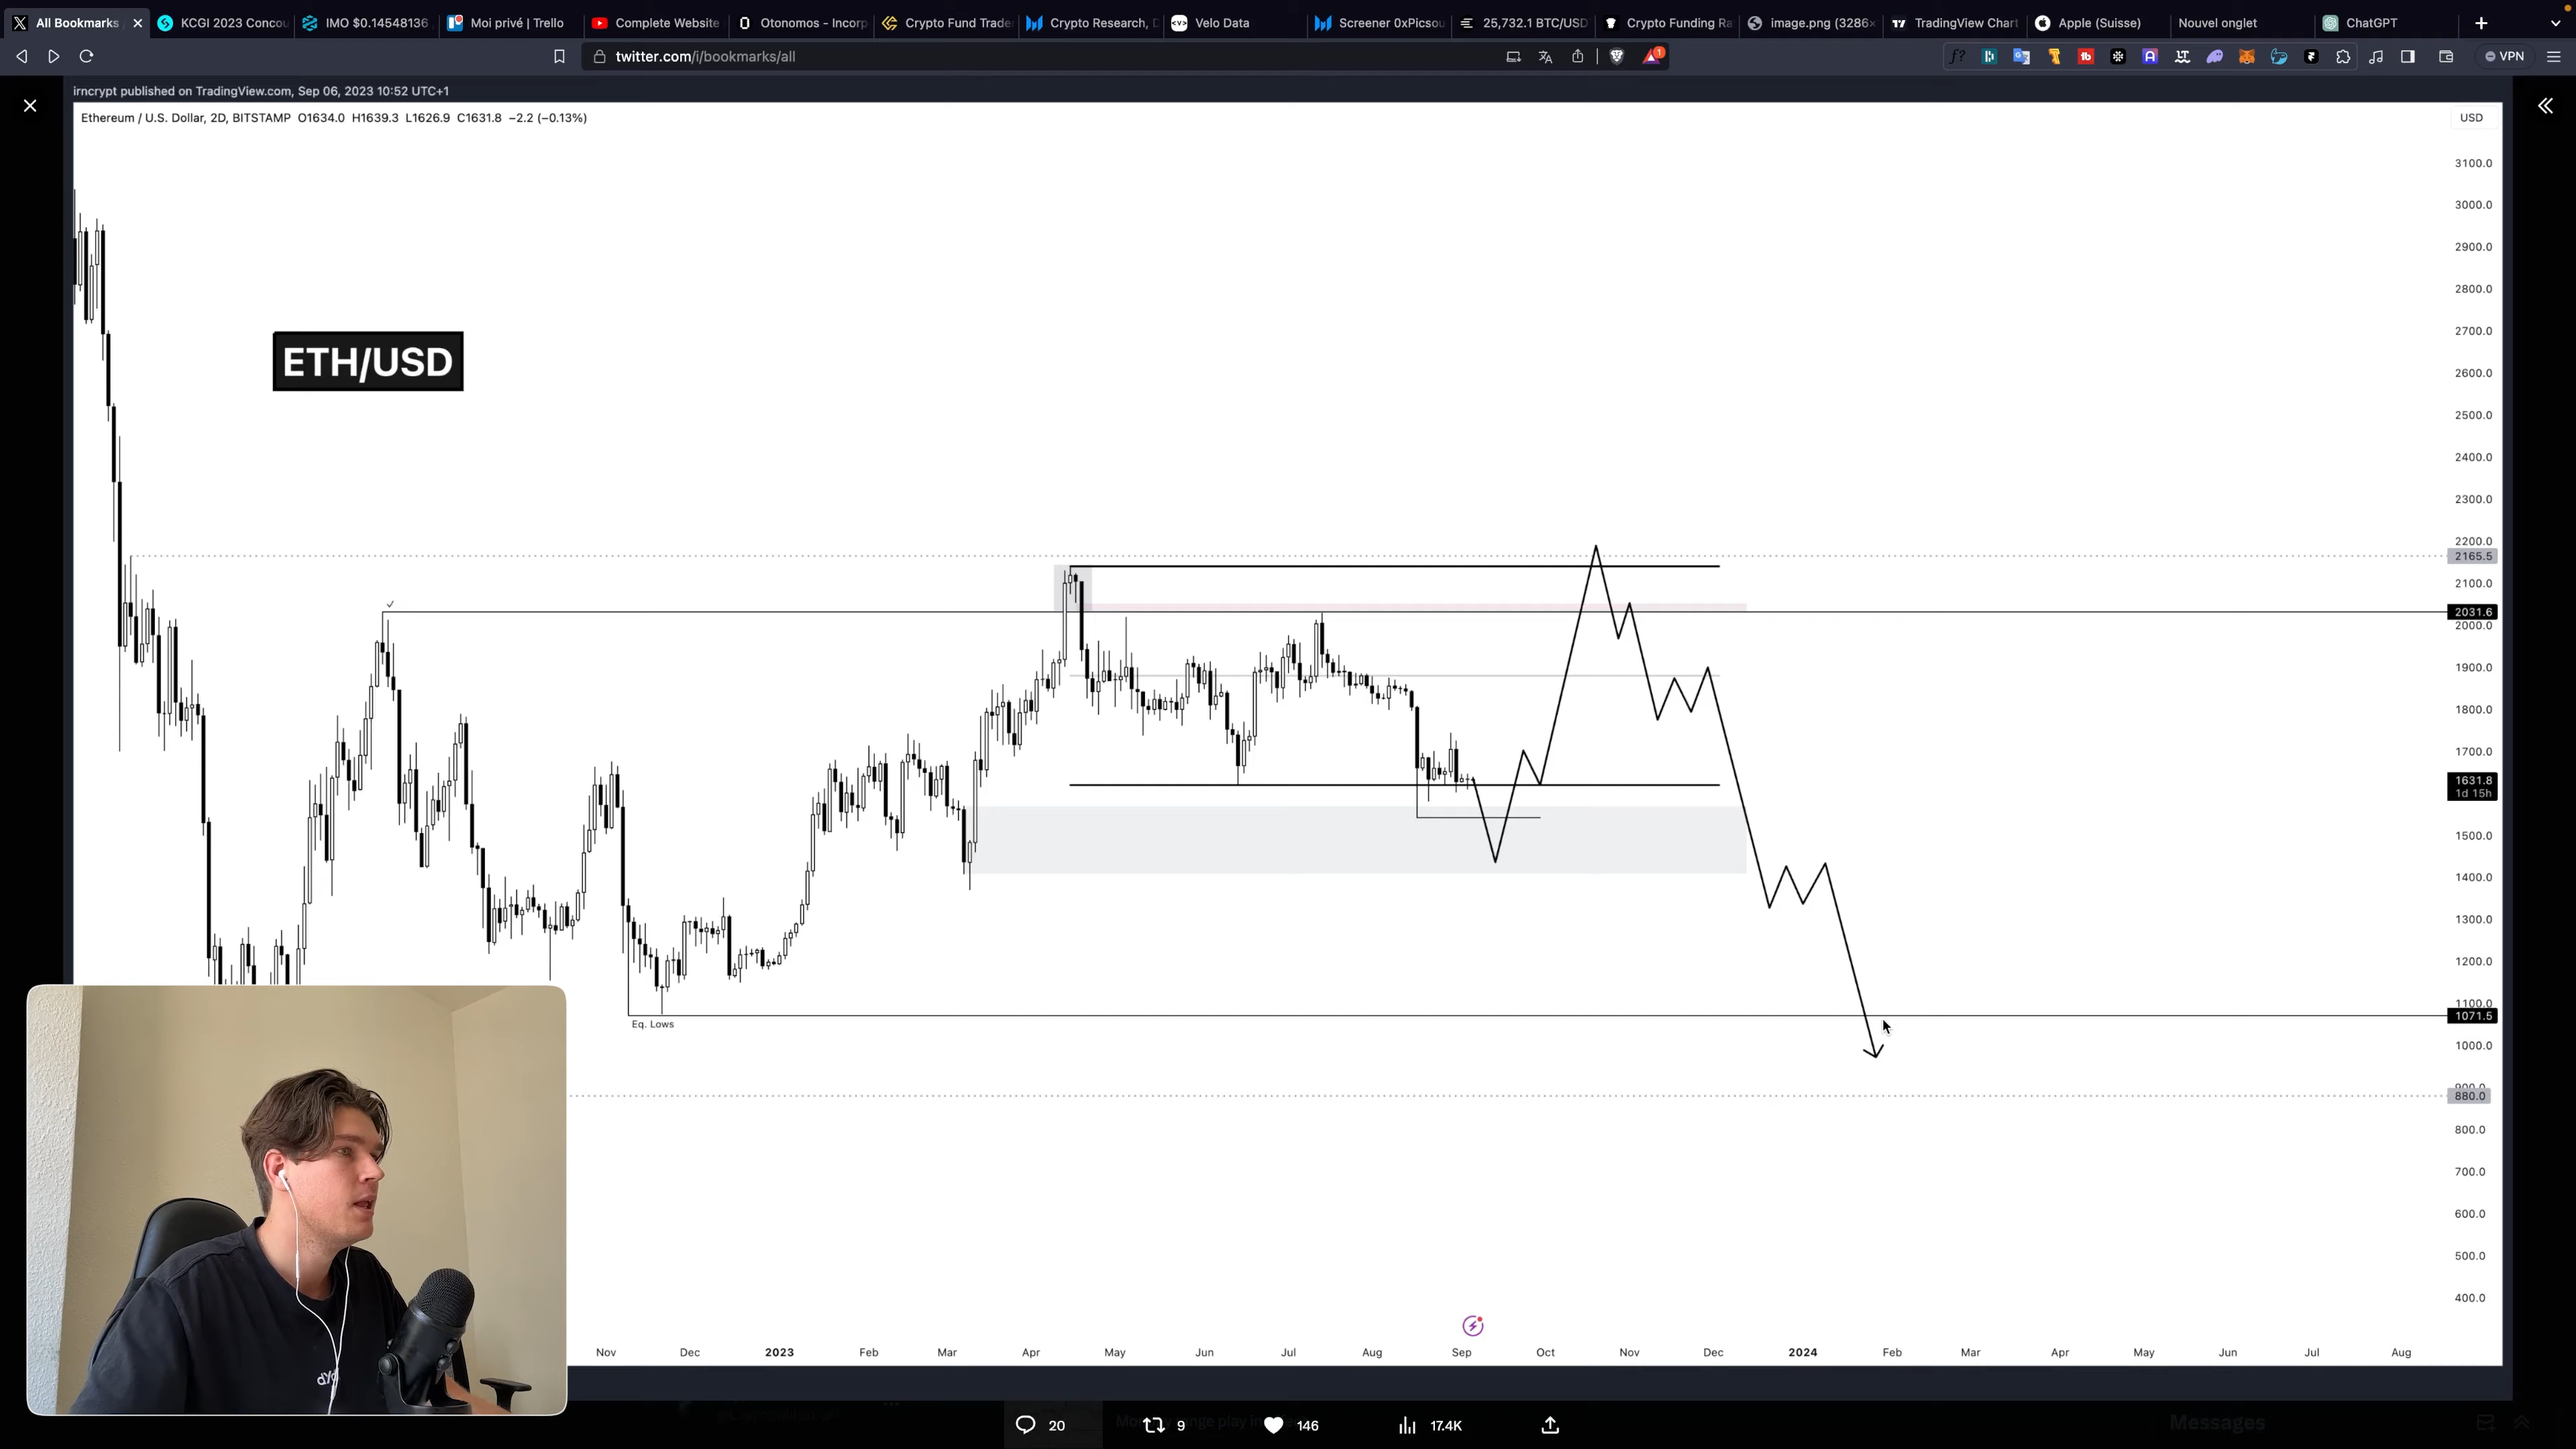 All Bookmarks
KCGI 2023 Concou
IMO $0.14548136
Moi privé | Trello
Complete Website
Otonomos - Incorp
Crypto Fund Trade
Crypto Research, D
Velo Data
Screener 0xPicsou
25,732.1 BTC/USD
Crypto Funding Ra
image.png (3286×
TradingView Chart
Apple (Suisse)
Nouvel onglet
ChatGPT
twitter.com/i/bookmarks/all
1
VPN
irncrypt published on TradingView.com, Sep 06, 2023 10:52 UTC+1
Ethereum / U.S. Dollar, 2D, BITSTAMP O1634.0 H1639.3 L1626.9 C1631.8 −2.2 (−0.13%)
USD
3100.0
3000.0
2900.0
2800.0
2700.0
ETH/USD
2600.0
2500.0
2400.0
2300.0
2200.0
2165.5
2100.0
2031.6
2000.0
1900.0
1800.0
1700.0
1631.8
1d 15h
1500.0
1400.0
1300.0
1200.0
1100.0
1071.5
Eq. Lows
1000.0
900.0
880.0
800.0
700.0
600.0
500.0
400.0
Nov Dec 2023 Feb Mar Apr May Jun Jul Aug Sep Oct Nov Dec 2024 Feb Mar Apr May Jun Jul Aug
20
9
146
17.4K
Messages